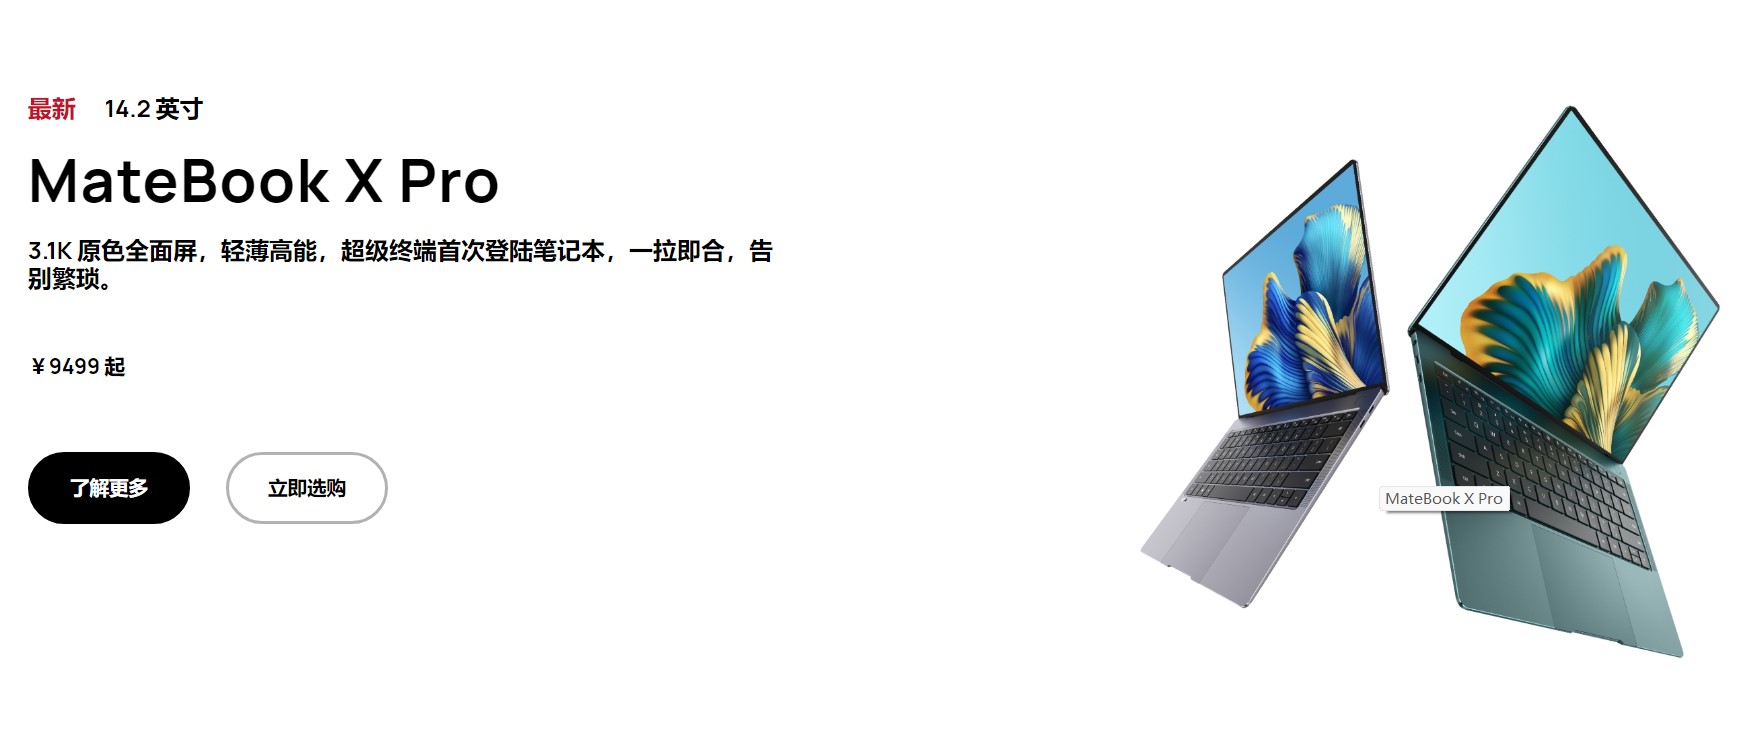 最新 14.2 英寸
MateBook X Pro
3.1K 原色全面屏，轻薄高能，超级终端首次登陆笔记本，一拉即合，告
别繁琐。
￥9499 起
了解更多 立即选购
MateBook X Pro